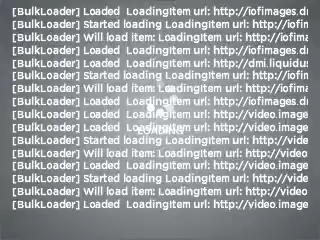 [BulkLoader] Loaded LoadingItem url: http://iofimages.d
[BulkLoader] Started loading LoadingItem url: http://iofin
[BulkLoader] Will load item: LoadingItem url: http://iofima
[BulkLoader] Loaded LoadingItem url: http://iofimages.d
[BulkLoader] Loaded LoadingItem url: http://dmi.liquidu
[BulkLoader] Started loading LoadingItem url: http://iofin
[BulkLoader] Will load item: LoadingItem url: http://iofima
[BulkLoader] Loaded LoadingItem url: http://iofimages.d
[BulkLoader] Loaded LoadingItem url: http://video.image
[BulkLoader] Loaded LoadingItem url: http://video.image
LOADING
[BulkLoader] Started loading LoadingItem url: http://vide
[BulkLoader] Will load item: LoadingItem url: http://video
[BulkLoader] Loaded LoadingItem url: http://video.image
[BulkLoader] Started loading LoadingItem url: http://vide
[BulkLoader] Will load item: LoadingItem url: http://video
[BulkLoader] Loaded LoadingItem url: http://video.image